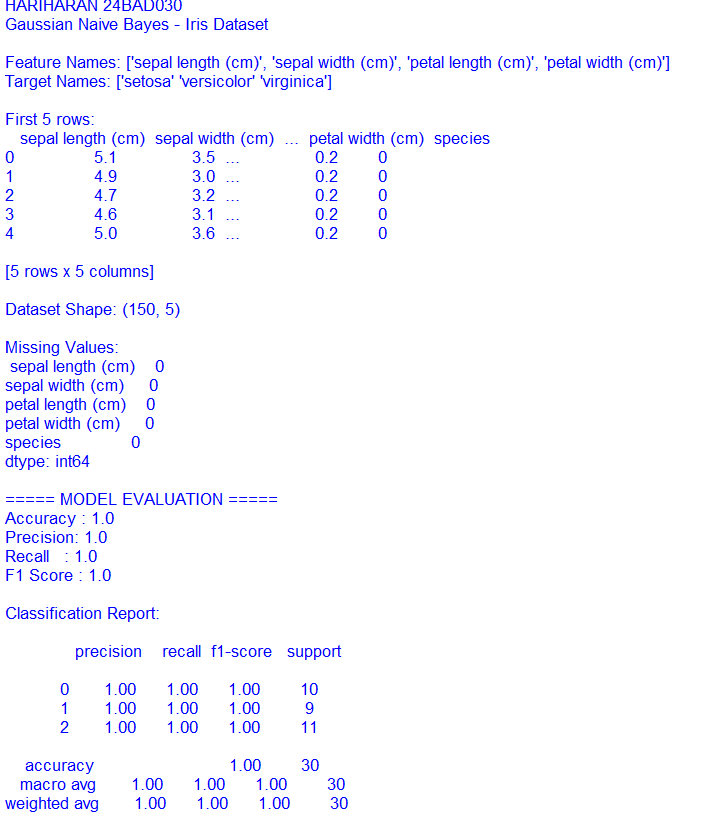 HARIHARAN 24BAD030
Gaussian Naive Bayes - Iris Dataset
Feature Names: ['sepal length (cm)', 'sepal width (cm)', 'petal length (cm)', 'petal width (cm)']
Target Names: ['setosa' 'versicolor' 'virginica']
First 5 rows:
sepal length (cm) sepal width (cm) ... petal width (cm) species
0 5.1 3.5 ... 0.2 0
1 4.9 3.0 ... 0.2 0
2 4.7 3.2 ... 0.2 0
3 4.6 3.1 ... 0.2 0
4 5.0 3.6 ... 0.2 0
[5 rows x 5 columns]
Dataset Shape: (150, 5)
Missing Values:
sepal length (cm) 0
sepal width (cm) 0
petal length (cm) 0
petal width (cm) 0
species 0
dtype: int64
===== MODEL EVALUATION =====
Accuracy : 1.0
Precision: 1.0
Recall : 1.0
F1 Score : 1.0
Classification Report:
precision recall f1-score support
0 1.00 1.00 1.00 10
1 1.00 1.00 1.00 9
2 1.00 1.00 1.00 11
accuracy 1.00 30
macro avg 1.00 1.00 1.00 30
weighted avg 1.00 1.00 1.00 30